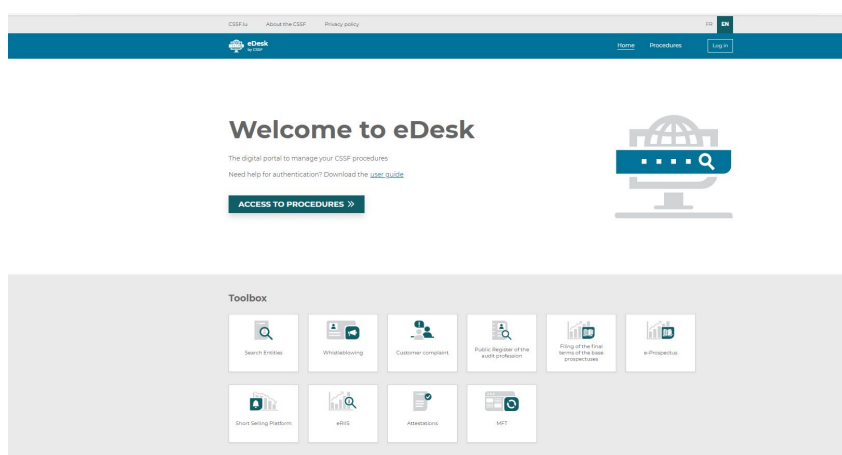 CSSF.lu About the CSSF Privacy policy FR EN
eDesk
by CSSF
Home Procedures Log in
Welcome to eDesk
The digital portal to manage your CSSF procedures
Need help for authentication? Download the user guide
ACCESS TO PROCEDURES »
Toolbox
Search Entities
Whistleblowing
Customer complaint
Public Register of the
audit profession
Filing of the final
terms of the base
prospectuses
e-Prospectus
Short Selling Platform
eRIIS
Attestations
MFT